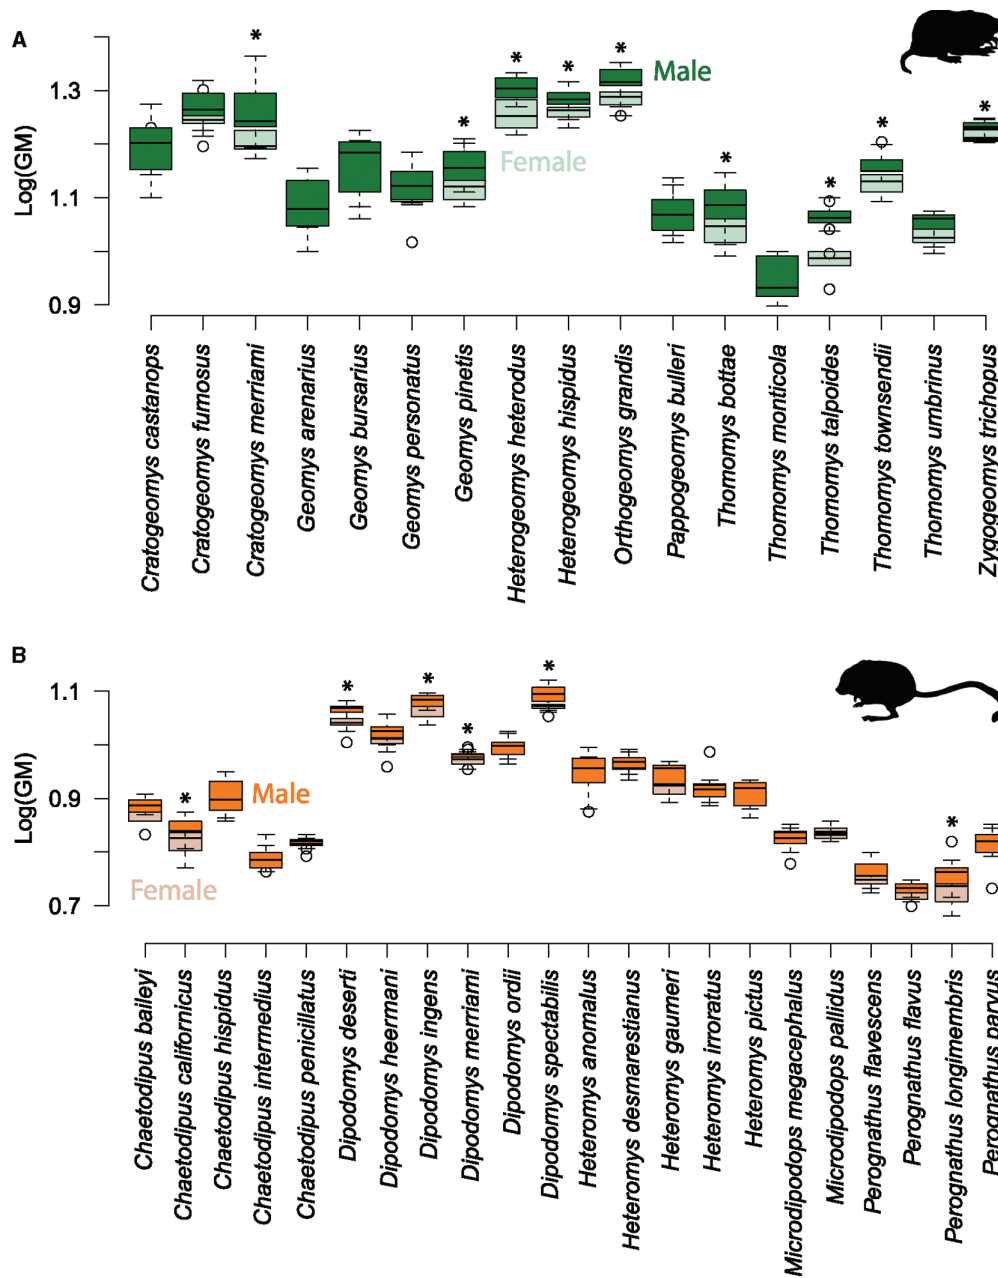 A
Log(GM)
1.3
1.1
0.9
* * * * * * * * * *
Male
Female
Cratogeomys castanops
Cratogeomys fumosus
Cratogeomys merriami
Geomys arenarius
Geomys bursarius
Geomys personatus
Geomys pinetis
Heterogeomys heterodus
Heterogeomys hispidus
Orthogeomys grandis
Pappogeomys bulleri
Thomomys bottae
Thomomys monticola
Thomomys talpoides
Thomomys townsendii
Thomomys umbrinus
Zygogeomys trichopus
B
Log(GM)
1.1
0.9
0.7
* * * * * *
Male
Female
Chaetodipus baileyi
Chaetodipus californicus
Chaetodipus hispidus
Chaetodipus intermedius
Chaetodipus penicillatus
Dipodomys deserti
Dipodomys heermani
Dipodomys ingens
Dipodomys merriami
Dipodomys ordii
Dipodomys spectabilis
Heteromys anomalus
Heteromys desmarestianus
Heteromys gaumeri
Heteromys irroratus
Heteromys pictus
Microdipodops megacephalus
Microdipodops pallidus
Perognathus flavescens
Perognathus flavus
Perognathus longimembris
Perognathus parvus